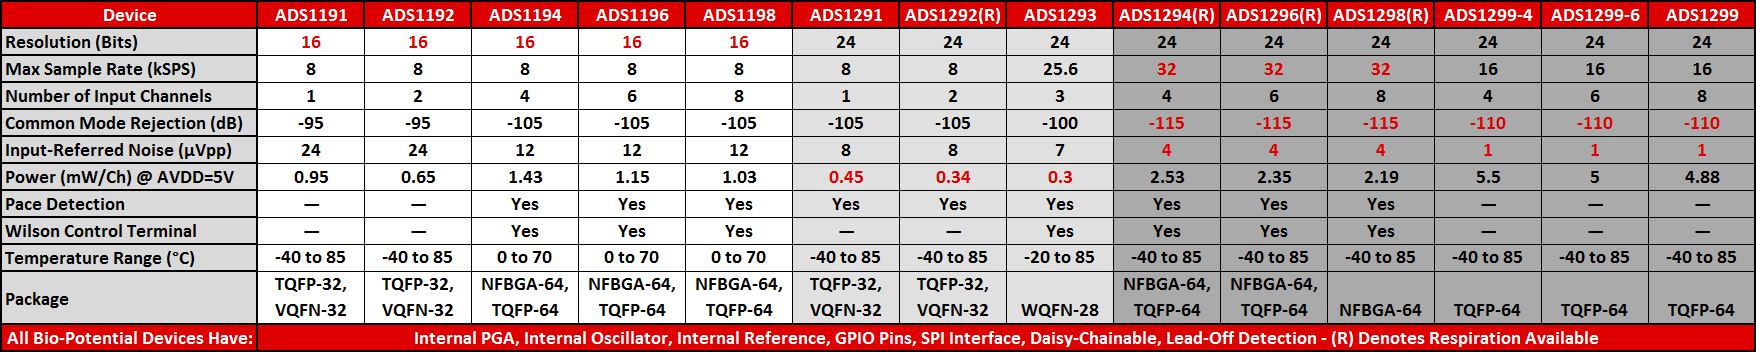 Device ADS1191 ADS1192 ADS1194 ADS1196 ADS1198 ADS1291 ADS1292(R) ADS1293 ADS1294(R) ADS1296(R) ADS1298(R) ADS1299-4 ADS1299-6 ADS1299
Resolution (Bits) 16 16 16 16 16 24 24 24 24 24 24 24 24 24
Max Sample Rate (kSPS) 8 8 8 8 8 8 8 25.6 32 32 32 16 16 16
Number of Input Channels 1 2 4 6 8 1 2 3 4 6 8 4 6 8
Common Mode Rejection (dB) -95 -95 -105 -105 -105 -105 -105 -100 -115 -115 -115 -110 -110 -110
Input-Referred Noise (µVpp) 24 24 12 12 12 8 8 7 4 4 4 1 1 1
Power (mW/Ch) @ AVDD=5V 0.95 0.65 1.43 1.15 1.03 0.45 0.34 0.3 2.53 2.35 2.19 5.5 5 4.88
Pace Detection — — Yes Yes Yes Yes Yes Yes Yes Yes Yes — — —
Wilson Control Terminal — — Yes Yes Yes — — Yes Yes Yes Yes — — —
Temperature Range (°C) -40 to 85 -40 to 85 0 to 70 0 to 70 0 to 70 -40 to 85 -40 to 85 -20 to 85 -40 to 85 -40 to 85 -40 to 85 -40 to 85 -40 to 85 -40 to 85
Package TQFP-32, TQFP-32, NFBGA-64, NFBGA-64, NFBGA-64, TQFP-32, TQFP-32, NFBGA-64, NFBGA-64,
VQFN-32 VQFN-32 TQFP-64 TQFP-64 TQFP-64 VQFN-32 VQFN-32 WQFN-28 TQFP-64 TQFP-64 NFBGA-64 TQFP-64 TQFP-64 TQFP-64
All Bio-Potential Devices Have: Internal PGA, Internal Oscillator, Internal Reference, GPIO Pins, SPI Interface, Daisy-Chainable, Lead-Off Detection - (R) Denotes Respiration Available